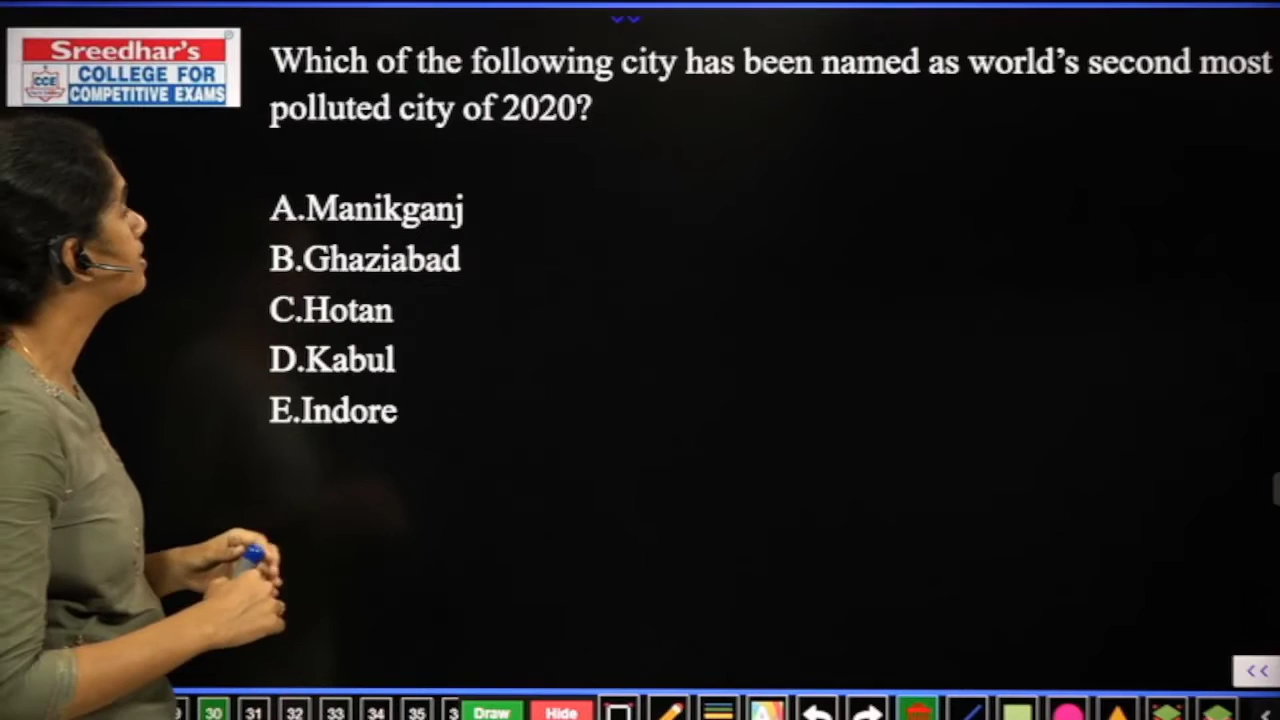 Sreedhar's
CCE
COLLEGE FOR
COMPETITIVE EXAMS
Which of the following city has been named as world's second most
polluted city of 2020?
A.Manikganj
B.Ghaziabad
C.Hotan
D.Kabul
E.Indore
<<
30 31 32 33 34 35 3 Draw Hide